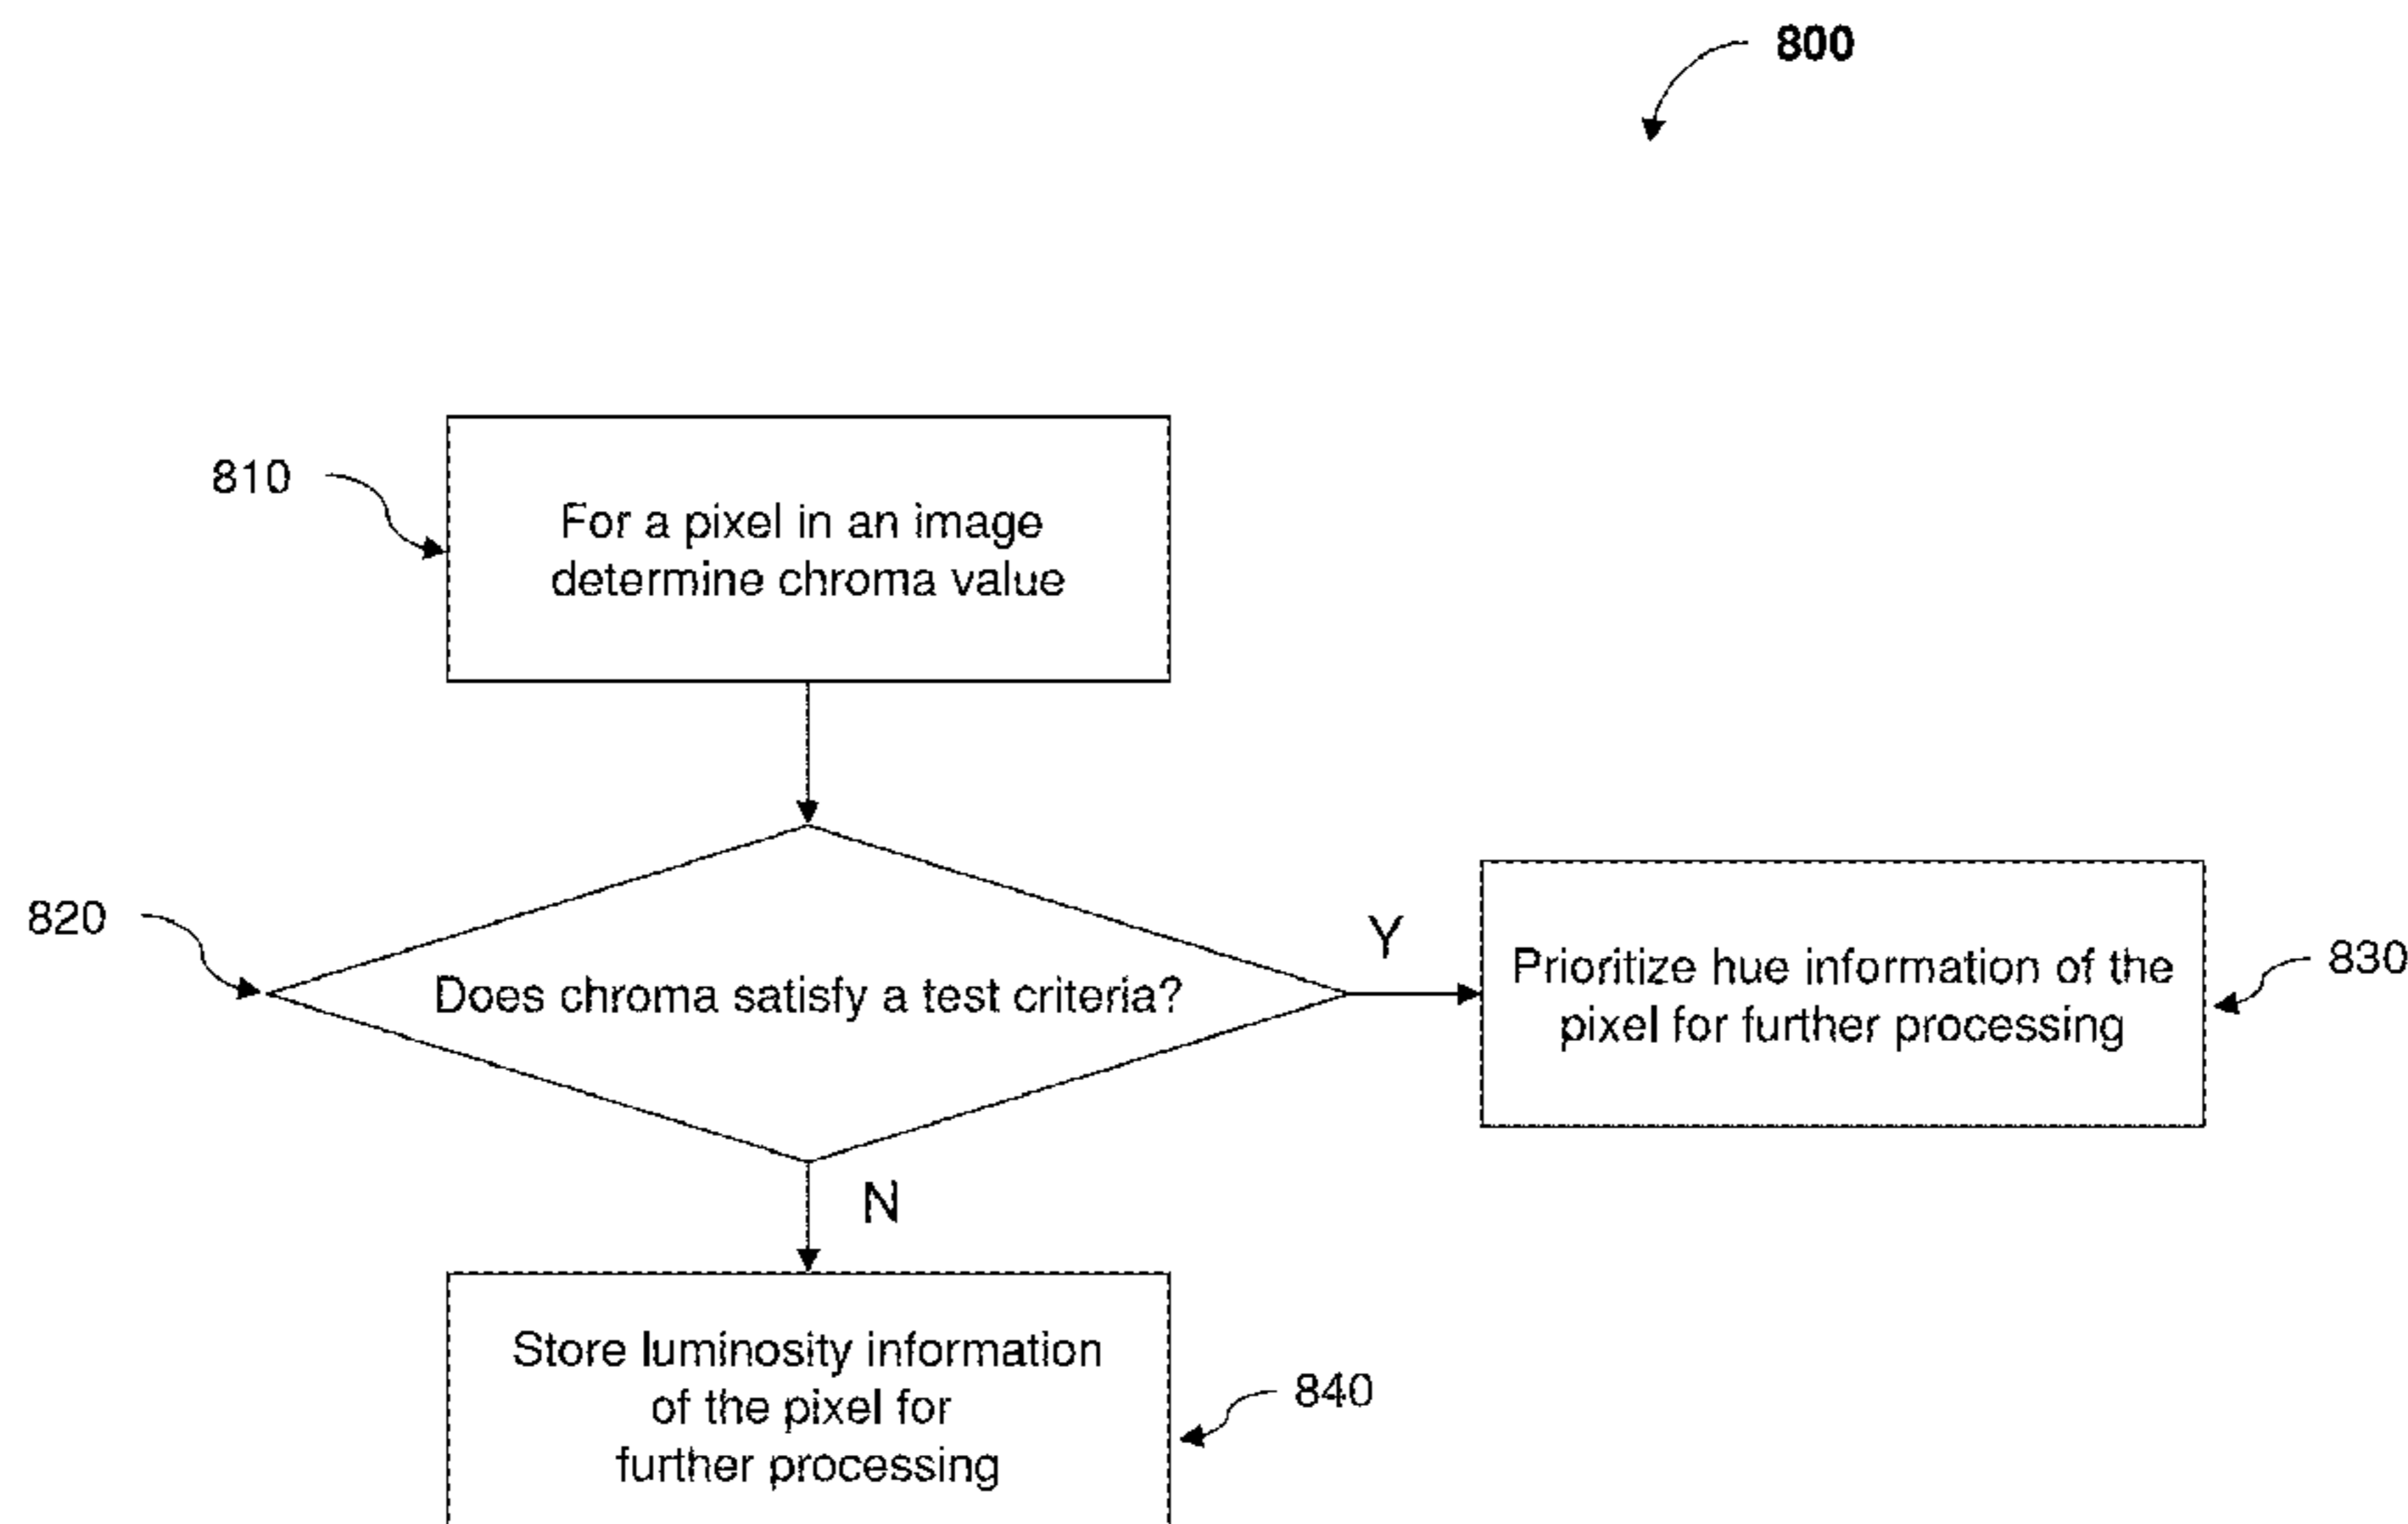 800
810
For a pixel in an image
determine chroma value
820
Does chroma satisfy a test criteria?
Y
Prioritize hue information of the
pixel for further processing
830
N
Store luminosity information
of the pixel for
further processing
840